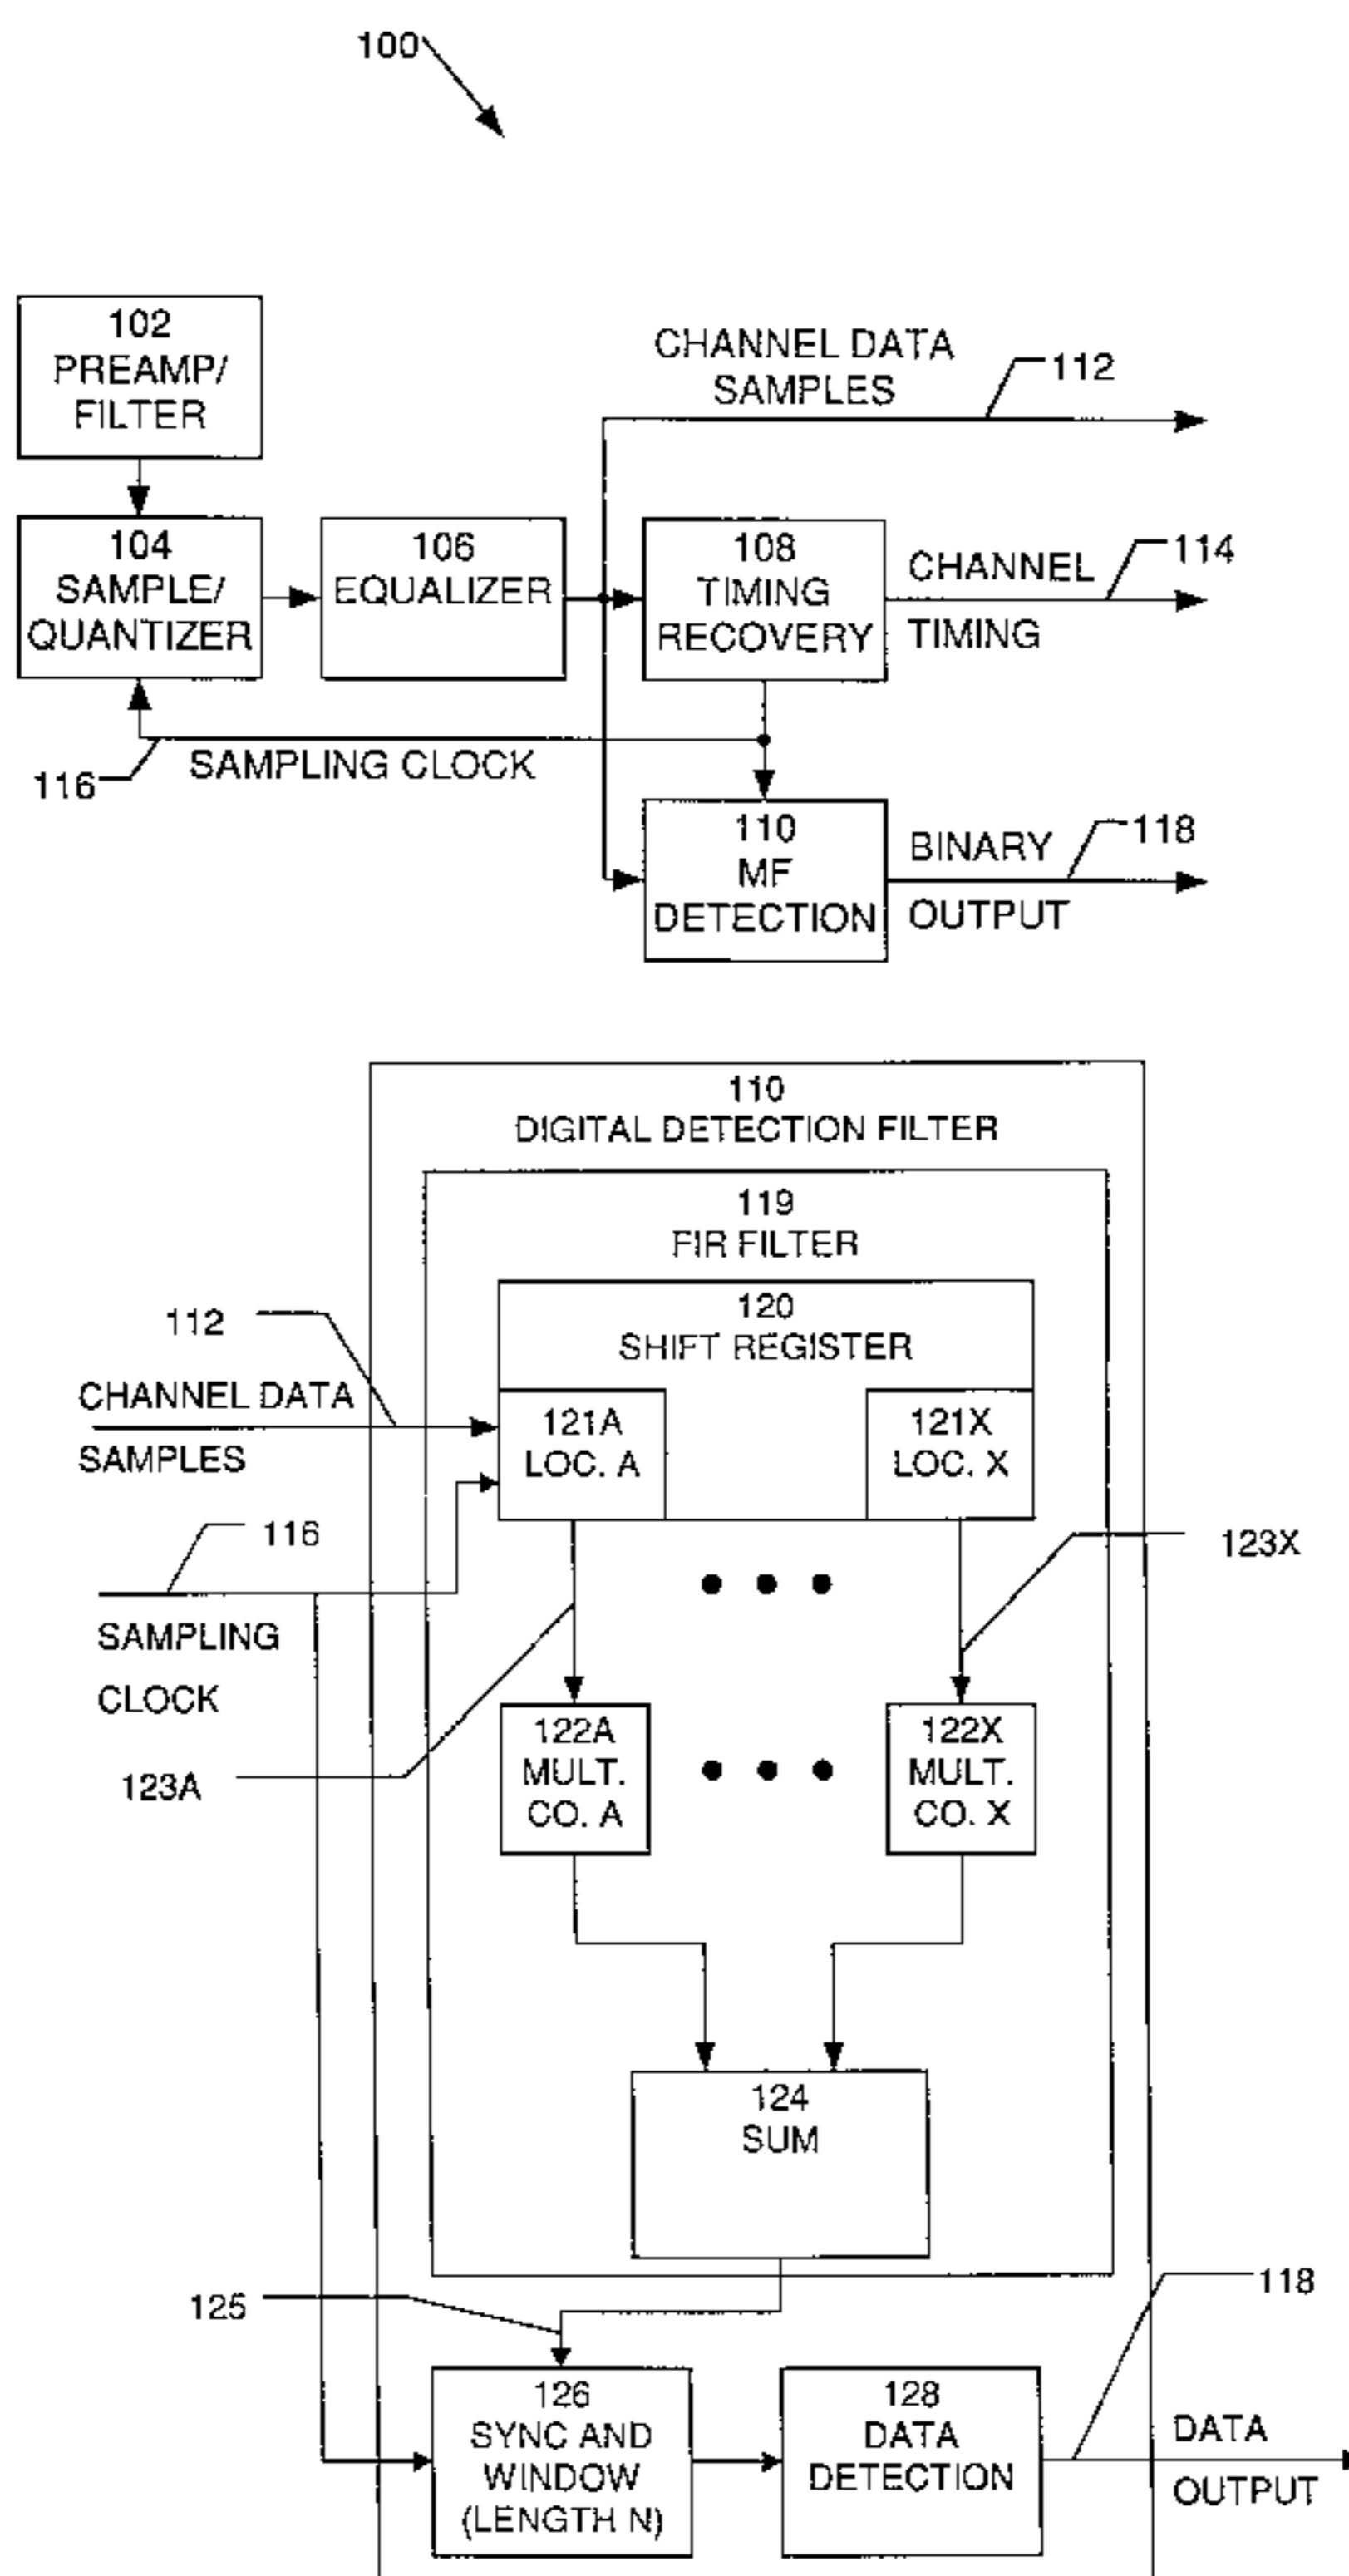 100
102
PREAMP/
FILTER
CHANNEL DATA
SAMPLES
112
104
SAMPLE/
QUANTIZER
106
EQUALIZER
108
TIMING
RECOVERY
CHANNEL
TIMING
114
116
SAMPLING CLOCK
110
MF
DETECTION
BINARY
OUTPUT
118
110
DIGITAL DETECTION FILTER
119
FIR FILTER
120
SHIFT REGISTER
112
CHANNEL DATA
SAMPLES
121A
LOC. A
121X
LOC. X
116
SAMPLING
CLOCK
123X
123A
122A
MULT.
CO. A
122X
MULT.
CO. X
124
SUM
125
118
126
SYNC AND
WINDOW
(LENGTH N)
128
DATA
DETECTION
DATA
OUTPUT